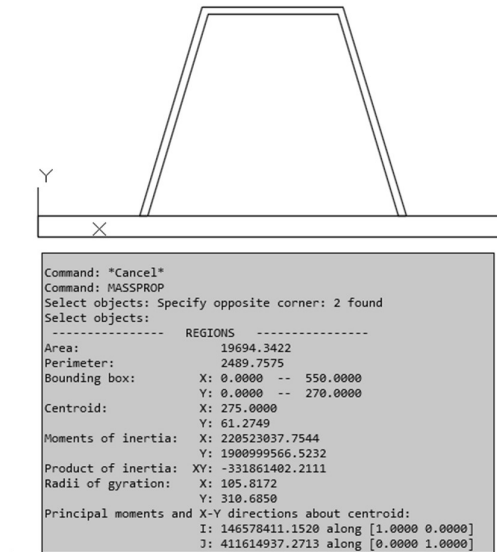 Y
X
Command: *Cancel*
Command: MASSPROP
Select objects: Specify opposite corner: 2 found
Select objects:
---------------- REGIONS ----------------
Area: 19694.3422
Perimeter: 2489.7575
Bounding box: X: 0.0000 -- 550.0000
Y: 0.0000 -- 270.0000
Centroid: X: 275.0000
Y: 61.2749
Moments of inertia: X: 220523037.7544
Y: 1900999566.5232
Product of inertia: XY: -331861402.2111
Radii of gyration: X: 105.8172
Y: 310.6850
Principal moments and X-Y directions about centroid:
I: 146578411.1520 along [1.0000 0.0000]
J: 411614937.2713 along [0.0000 1.0000]